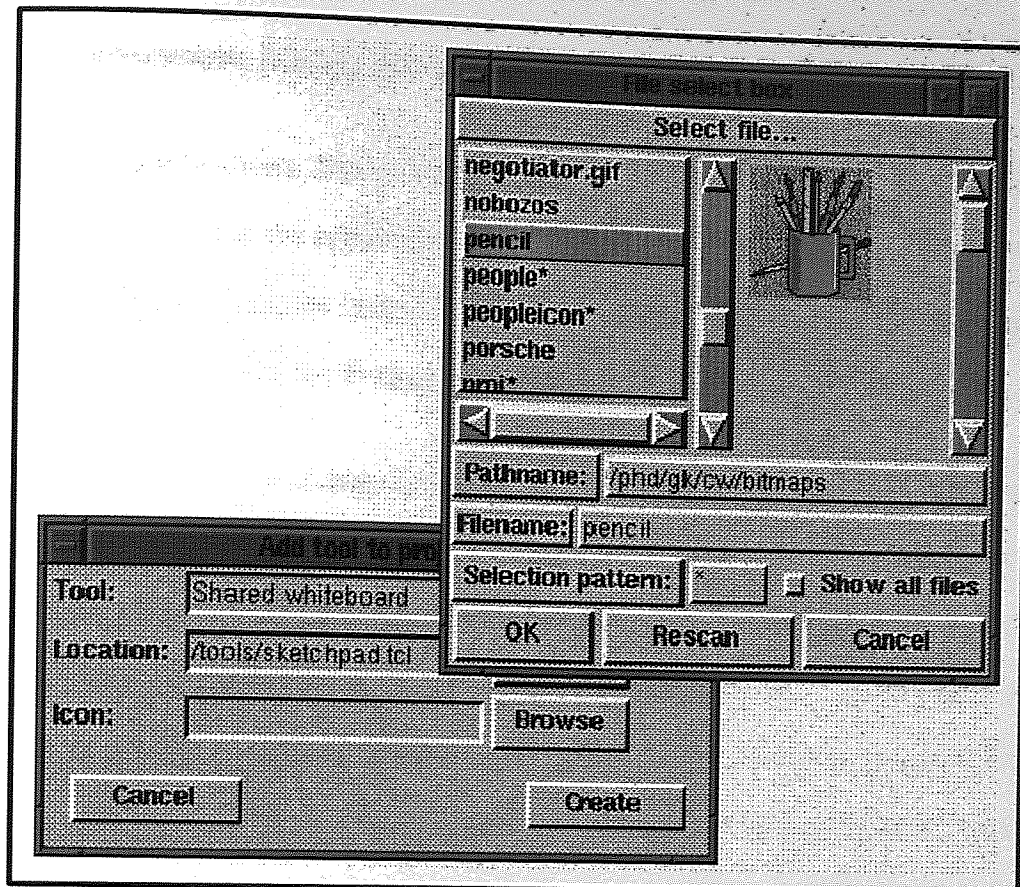 File select box
Select file...
negotiator.gif
nobozos
pencil
people*
peopleicon*
porsche
prni*
Pathname: /phd/gk/cw/bitmaps
Filename: pencil
Selection pattern: * Show all files
OK Rescan Cancel
Add tool to pro
Tool: Shared whiteboard
Location: /tools/sketchpad.tcl
Icon: Browse
Cancel Create